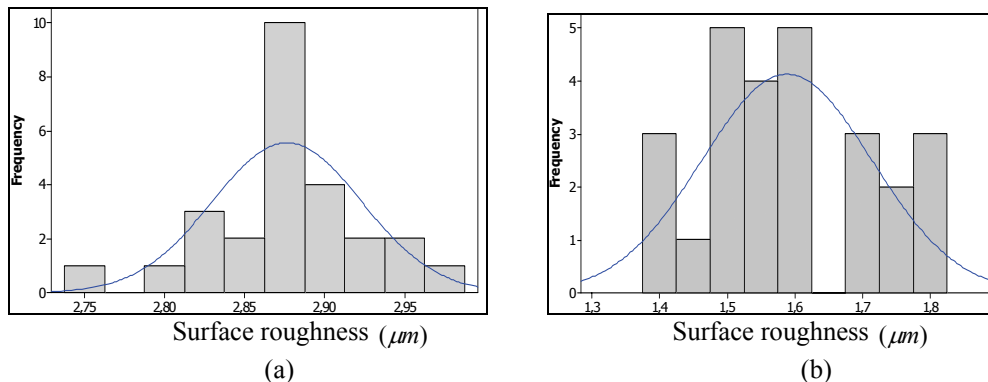 10
8
6
4
2
0
Frequency
2,75 2,80 2,85 2,90 2,95
Surface roughness (μm)
(a)
5
4
3
2
1
0
Frequency
1,3 1,4 1,5 1,6 1,7 1,8
Surface roughness (μm)
(b)